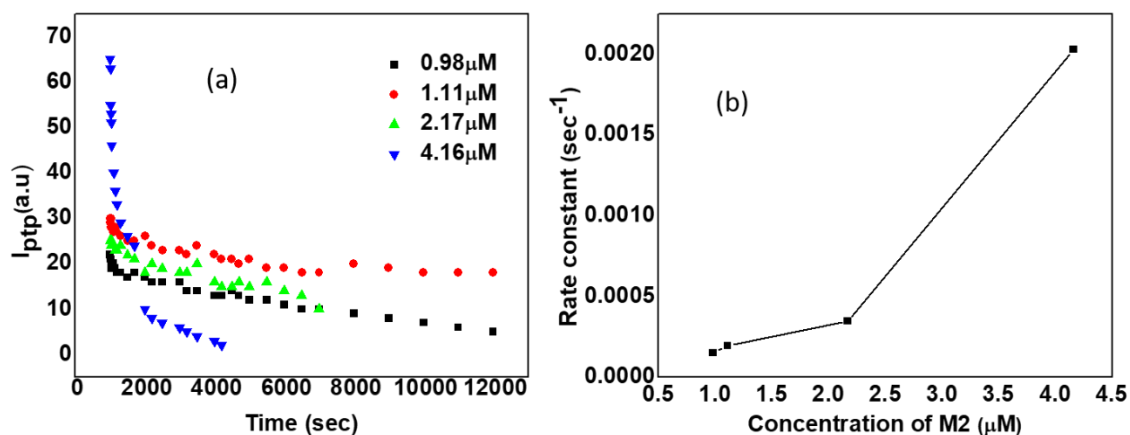 (a)
0.98μM
1.11μM
2.17μM
4.16μM
I_ptp(a.u)
70
60
50
40
30
20
10
0
0 2000 4000 6000 8000 10000 12000
Time (sec)
(b)
Rate constant (sec⁻¹)
0.0020
0.0015
0.0010
0.0005
0.0000
0.5 1.0 1.5 2.0 2.5 3.0 3.5 4.0 4.5
Concentration of M2 (μM)